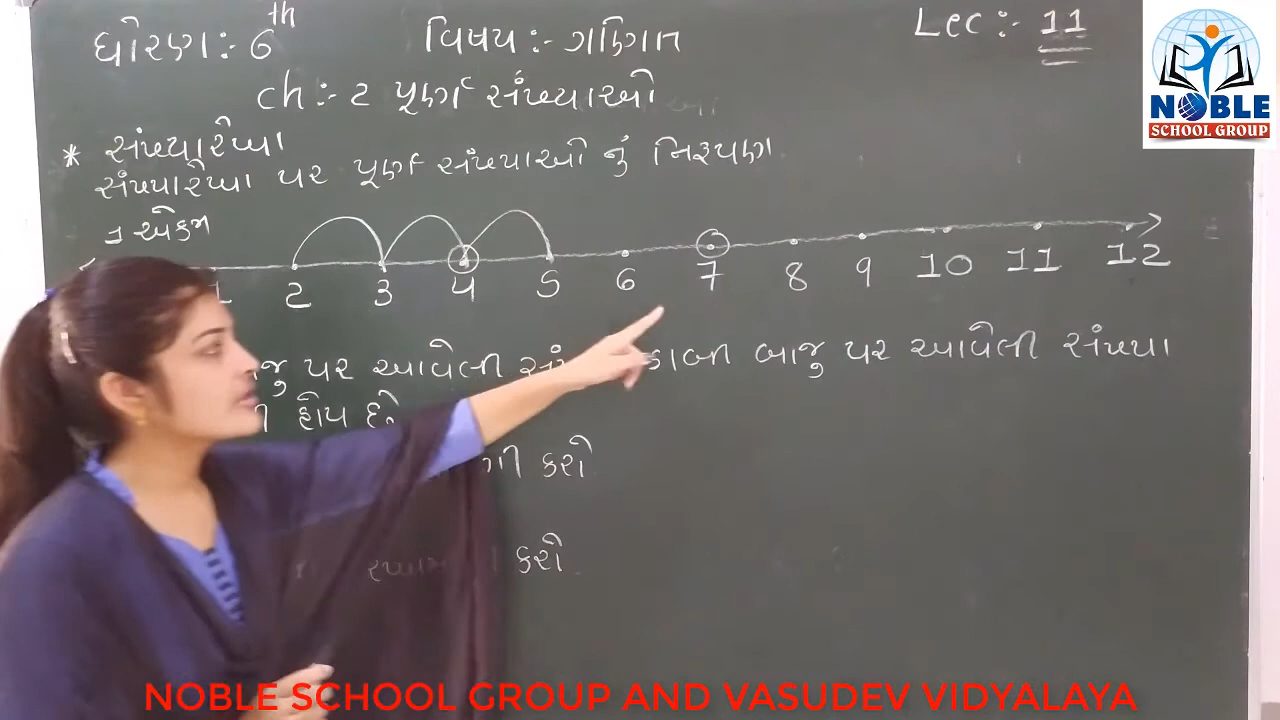 ધોરણ:- 6th
વિષય:- ગણિત
Lec:- 11
ch:- 2 પૂર્ણ સંખ્યાઓ
* સંખ્યારેખા
સંખ્યારેખા પર પૂર્ણ સંખ્યાઓ નું નિરૂપણ
→ એકમ
1 2 3 4 5 6 7 8 9 10 11 12
પર આવેલી ડાબી બાજુ પર આવેલી સંખ્યા
હોય છે
કરો
કરો
NOBLE
SCHOOL GROUP
NOBLE SCHOOL GROUP AND VASUDEV VIDYALAYA